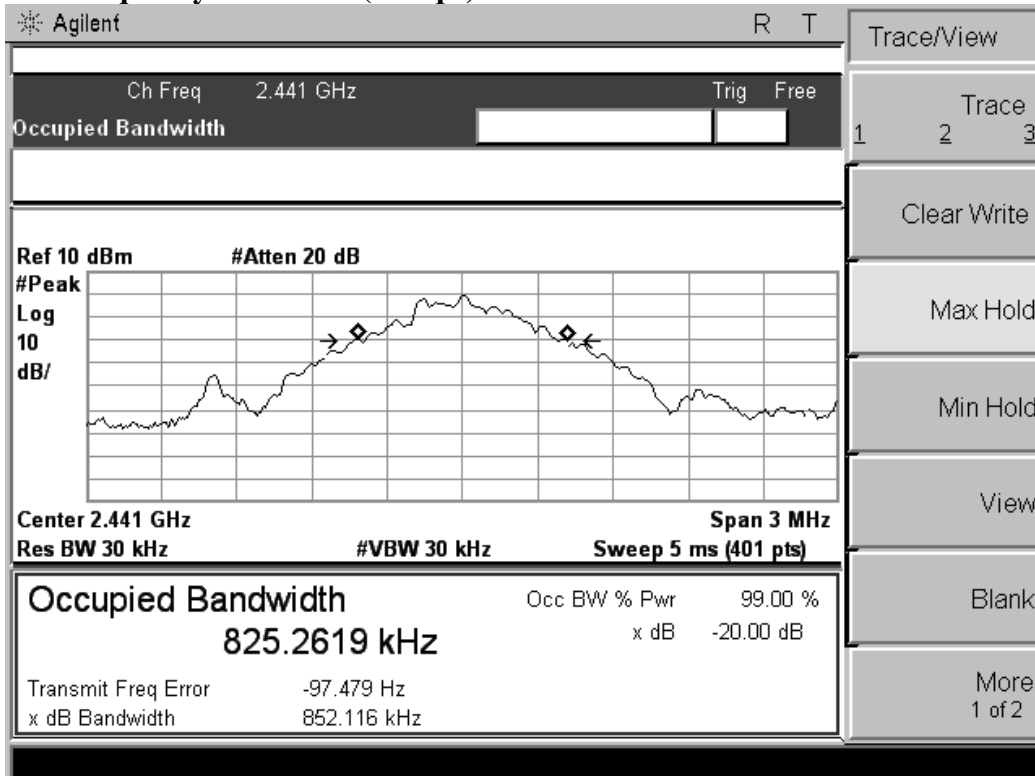 Agilent R T
Trace/View
Ch Freq 2.441 GHz Trig Free
Occupied Bandwidth
Trace
1 2 3
Clear Write
Max Hold
Min Hold
View
Blank
More
1 of 2
Ref 10 dBm #Atten 20 dB
#Peak
Log
10
dB/
Center 2.441 GHz Span 3 MHz
Res BW 30 kHz #VBW 30 kHz Sweep 5 ms (401 pts)
Occupied Bandwidth
825.2619 kHz
Occ BW % Pwr 99.00 %
x dB -20.00 dB
Transmit Freq Error -97.479 Hz
x dB Bandwidth 852.116 kHz